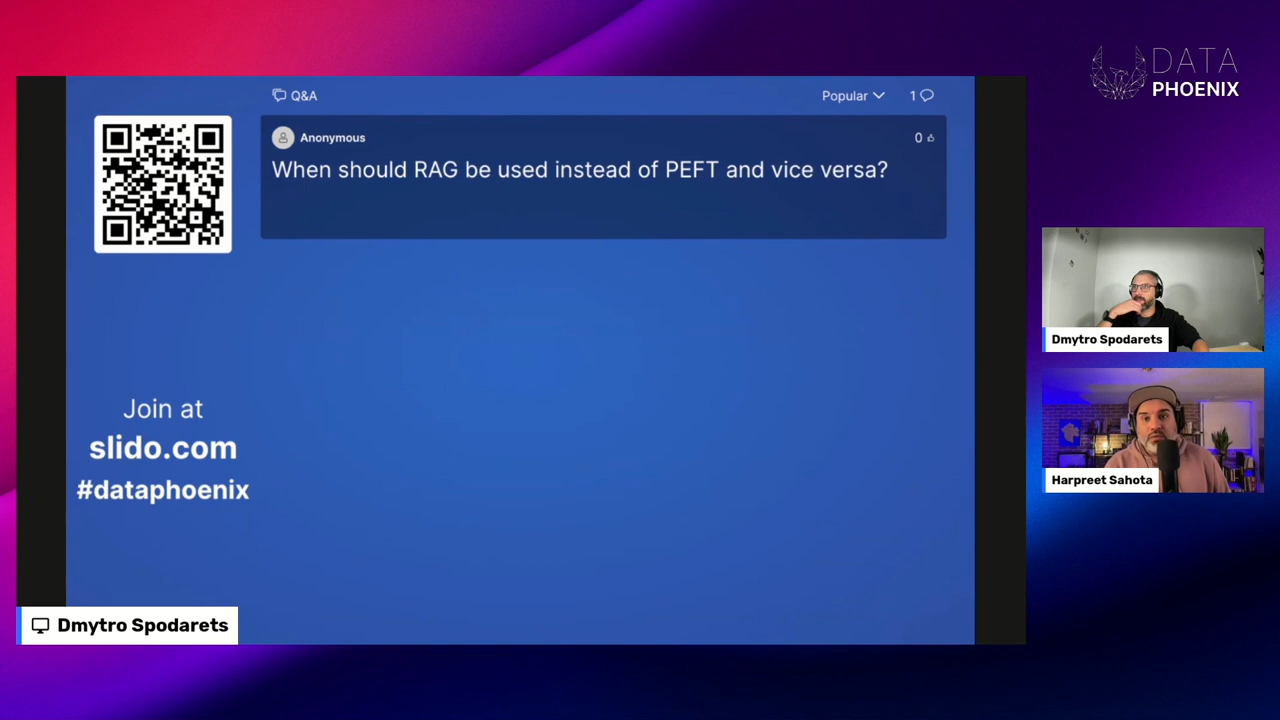 DATA
PHOENIX
Q&A
Popular
1
Anonymous
0
When should RAG be used instead of PEFT and vice versa?
Join at
slido.com
#dataphoenix
Dmytro Spodarets
Harpreet Sahota
Dmytro Spodarets